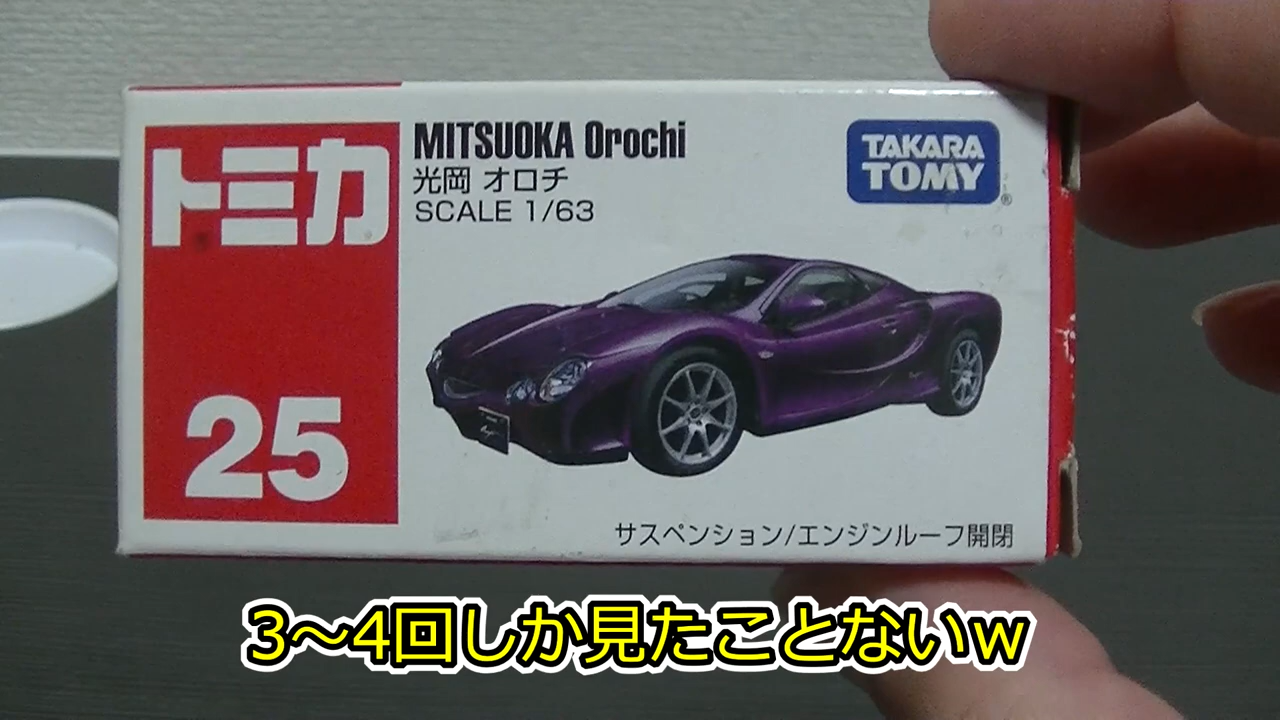 トミカ
25
MITSUOKA Orochi
光岡 オロチ
SCALE 1/63
TAKARA
TOMY
®
サスペンション/エンジンルーフ開閉
3～4回しか見たことないｗ